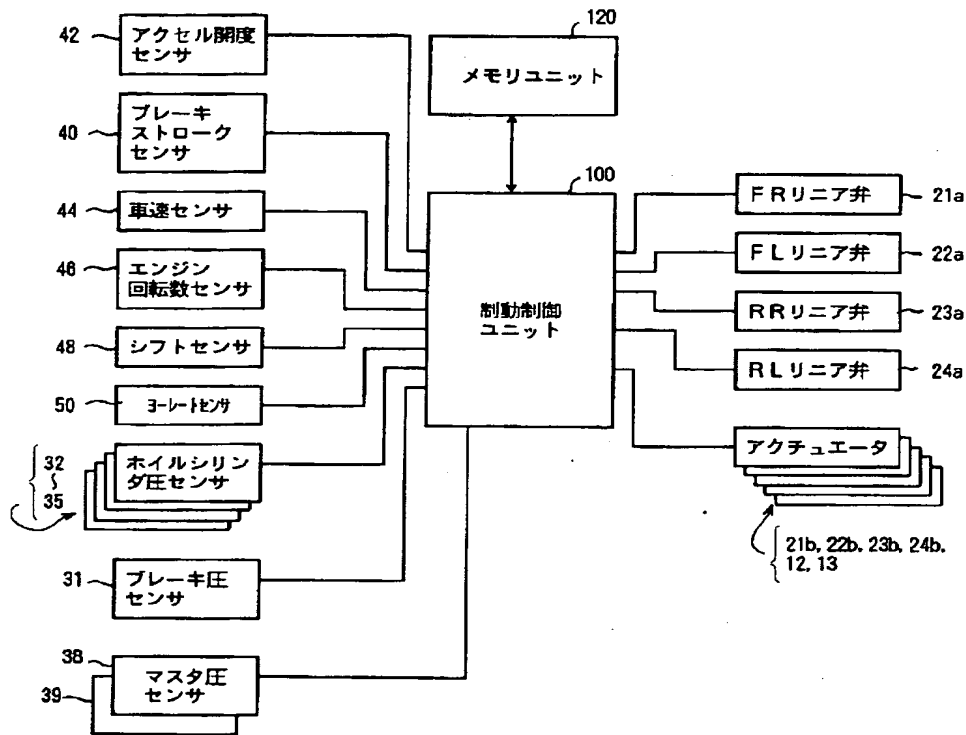 42
アクセル開度
センサ
40
ブレーキ
ストローク
センサ
44
車速センサ
46
エンジン
回転数センサ
48
シフトセンサ
50
ヨーレートセンサ
32
~
35
ホイルシリン
ダ圧センサ
31
ブレーキ圧
センサ
38
39
マスタ圧
センサ
120
メモリユニット
100
制動制御
ユニット
FRリニア弁
21a
FLリニア弁
22a
RRリニア弁
23a
RLリニア弁
24a
アクチュエータ
21b, 22b, 23b, 24b,
12, 13